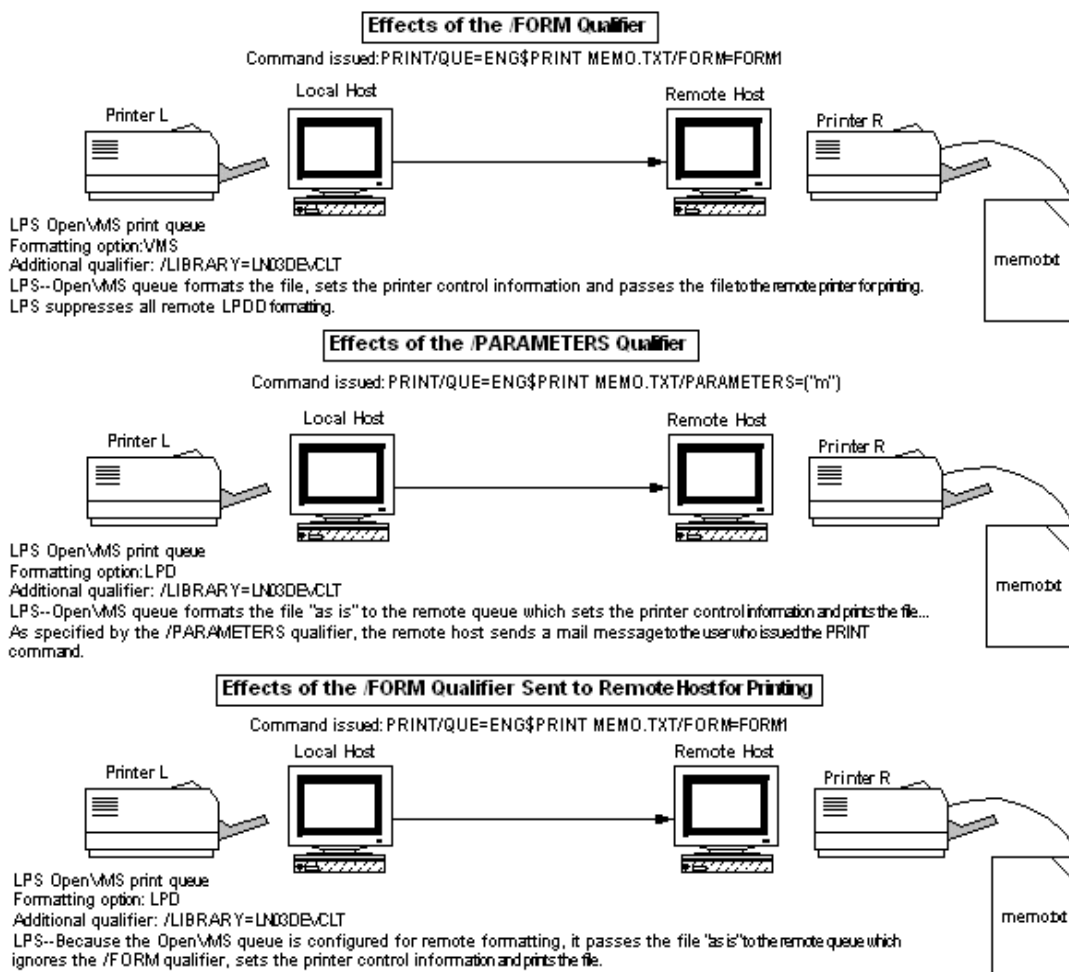 Effects of the /FORM Qualifier
Command issued:PRINT/QUE=ENG$PRINT MEMO.TXT/FORM=FORM1
Local Host
Remote Host
Printer L
Printer R
memo.txt
LPS OpenVMS print queue
Formatting option:VMS
Additional qualifier: /LIBRARY=LN03DEVCLT
LPS--OpenVMS queue formats the file, sets the printer control information and passes the file to the remote printer for printing.
LPS suppresses all remote LPDD formatting.
Effects of the /PARAMETERS Qualifier
Command issued: PRINT/QUE=ENG$PRINT MEMO.TXT/PARAMETERS=("m")
Local Host
Remote Host
Printer L
Printer R
memo.txt
LPS OpenVMS print queue
Formatting option:LPD
Additional qualifier: /LIBRARY=LN03DEVCLT
LPS--OpenVMS queue formats the file "as is" to the remote queue which sets the printer control information and prints the file...
As specified by the /PARAMETERS qualifier, the remote host sends a mail message to the user who issued the PRINT
command.
Effects of the /FORM Qualifier Sent to Remote Host for Printing
Command issued: PRINT/QUE=ENG$PRINT MEMO.TXT/FORM=FORM1
Local Host
Remote Host
Printer L
Printer R
memo.txt
LPS OpenVMS print queue
Formatting option: LPD
Additional qualifier: /LIBRARY=LN03DEVCLT
LPS--Because the OpenVMS queue is configured for remote formatting, it passes the file "as is" to the remote queue which
ignores the /FORM qualifier, sets the printer control information and prints the file.